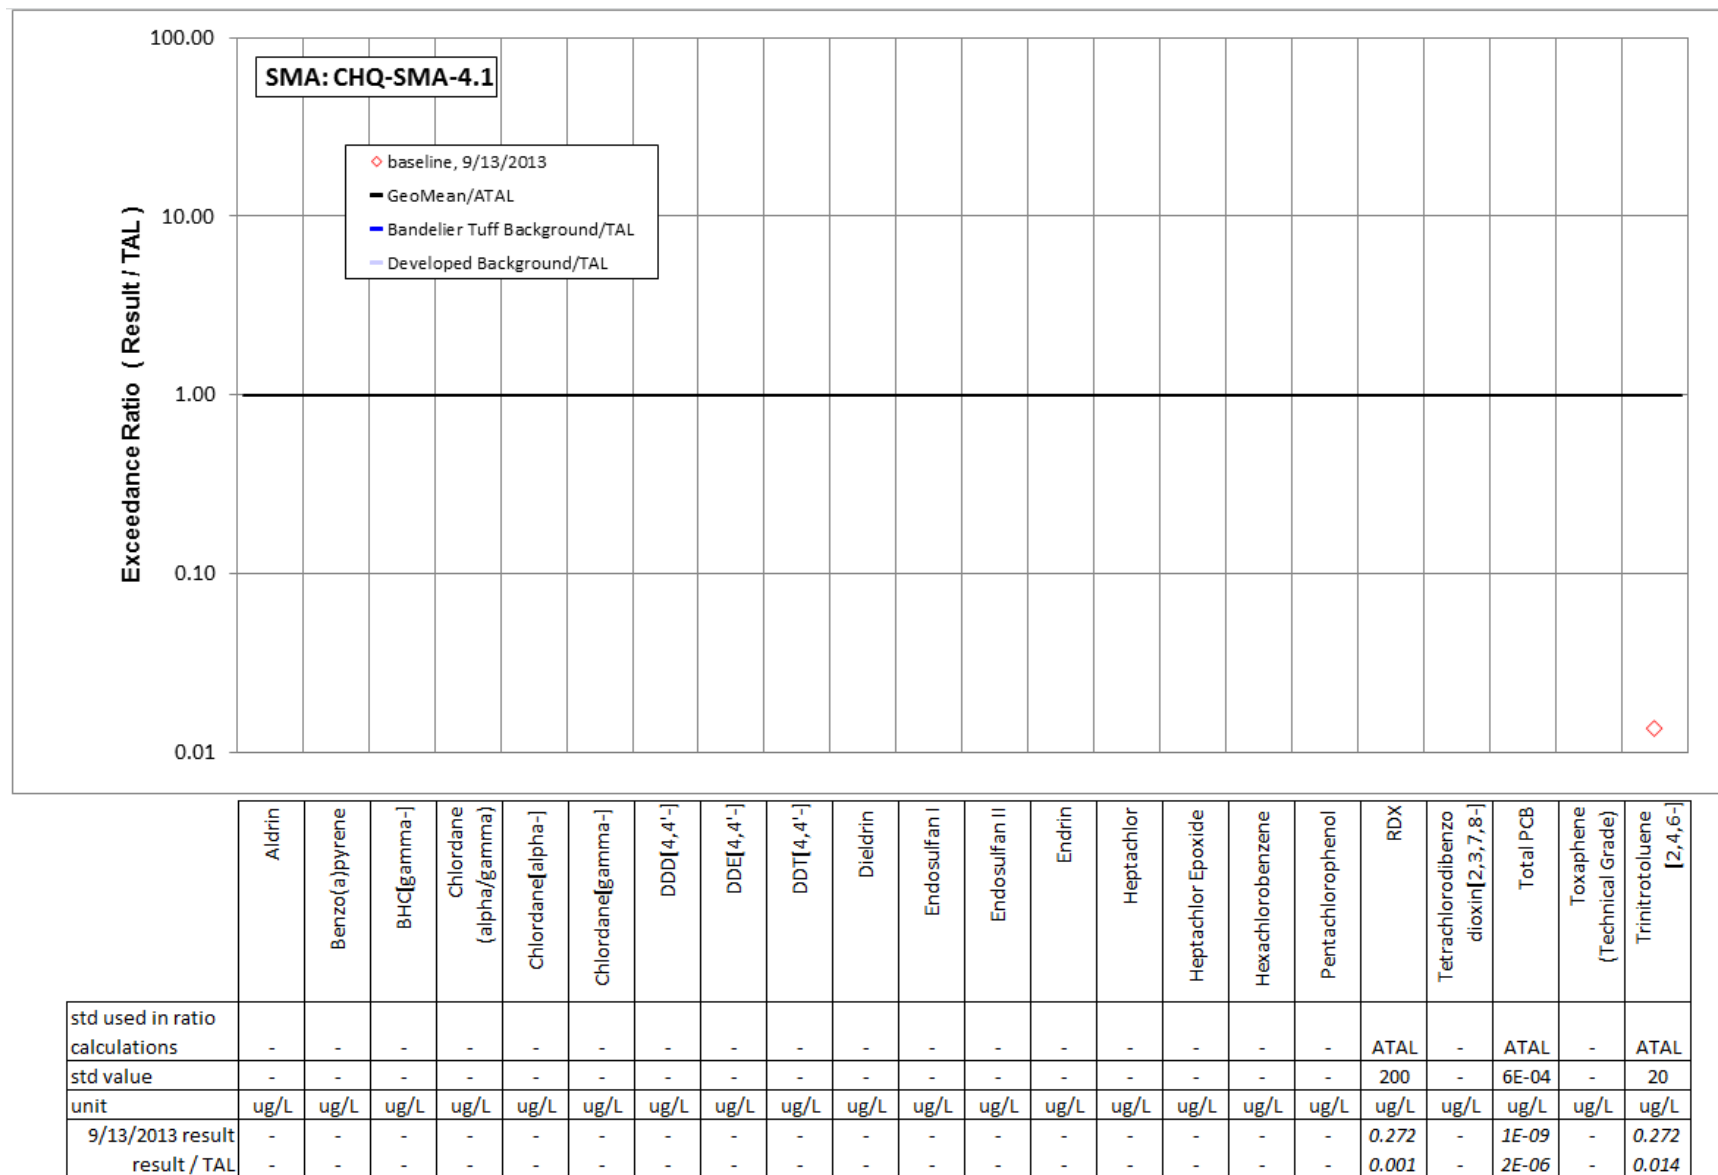 100.00
SMA: CHQ-SMA-4.1
baseline, 9/13/2013
GeoMean/ATAL
Bandelier Tuff Background/TAL
Developed Background/TAL
10.00
1.00
0.10
0.01
Exceedance Ratio ( Result / TAL )
Aldrin
Benzo(a)pyrene
BHC[gamma-]
Chlordane
(alpha/gamma)
Chlordane[alpha-]
Chlordane[gamma-]
DDD[4,4'-]
DDE[4,4'-]
DDT[4,4'-]
Dieldrin
Endosulfan I
Endosulfan II
Endrin
Heptachlor
Heptachlor Epoxide
Hexachlorobenzene
Pentachlorophenol
RDX
Tetrachlorodibenzo
dioxin[2,3,7,8-]
Total PCB
Toxaphene
(Technical Grade)
Trinitrotoluene
[2,4,6-]
std used in ratio
calculations - - - - - - - - - - - - - - - - - ATAL - ATAL - ATAL
std value - - - - - - - - - - - - - - - - - 200 - 6E-04 - 20
unit ug/L ug/L ug/L ug/L ug/L ug/L ug/L ug/L ug/L ug/L ug/L ug/L ug/L ug/L ug/L ug/L ug/L ug/L ug/L ug/L ug/L ug/L
9/13/2013 result - - - - - - - - - - - - - - - - - 0.272 - 1E-09 - 0.272
result / TAL - - - - - - - - - - - - - - - - - 0.001 - 2E-06 - 0.014